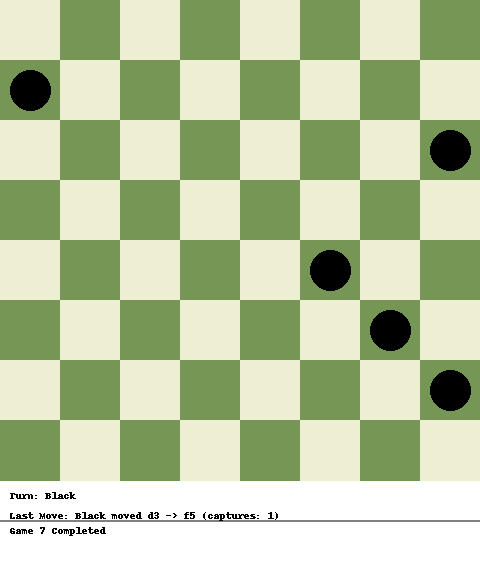 Turn: Black
Last Move: Black moved d3 -> f5 (captures: 1)
Game 7 Completed